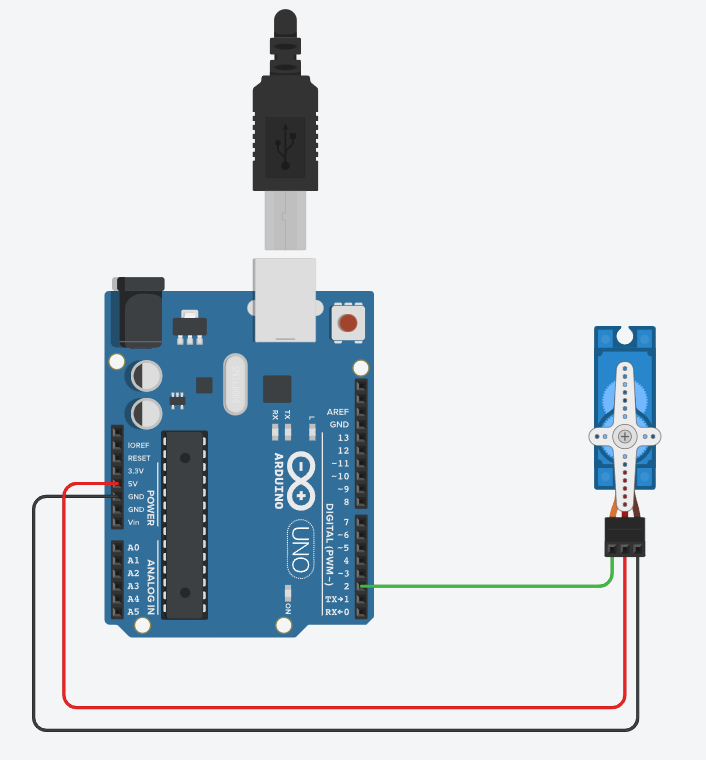 IOREF
RESET
3.3V
5V
GND
GND
Vin
POWER
A0
A1
A2
A3
A4
A5
ANALOG IN
RX
TX
L
ARDUINO
UNO
ON
AREF
GND
13
12
~11
~10
~9
8
7
~6
~5
4
~3
2
TX→1
RX←0
DIGITAL (PWM~)